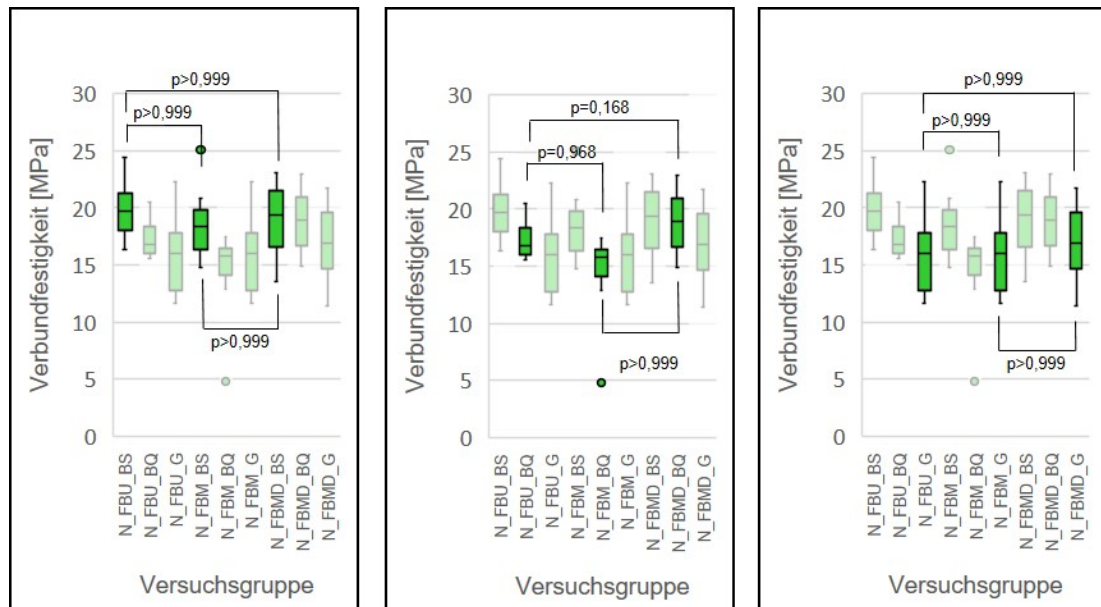 p>0,999
p>0,999
p>0,999
30
25
20
15
10
5
0
Verbundfestigkeit [MPa]
N_FBU_BS
N_FBU_BQ
N_FBU_G
N_FBM_BS
N_FBM_BQ
N_FBM_G
N_FBMD_BS
N_FBMD_BQ
N_FBMD_G
Versuchsgruppe
p=0,168
p=0,968
p>0,999
30
25
20
15
10
5
0
Verbundfestigkeit [MPa]
N_FBU_BS
N_FBU_BQ
N_FBU_G
N_FBM_BS
N_FBM_BQ
N_FBM_G
N_FBMD_BS
N_FBMD_BQ
N_FBMD_G
Versuchsgruppe
p>0,999
p>0,999
p>0,999
30
25
20
15
10
5
0
Verbundfestigkeit [MPa]
N_FBU_BS
N_FBU_BQ
N_FBU_G
N_FBM_BS
N_FBM_BQ
N_FBM_G
N_FBMD_BS
N_FBMD_BQ
N_FBMD_G
Versuchsgruppe